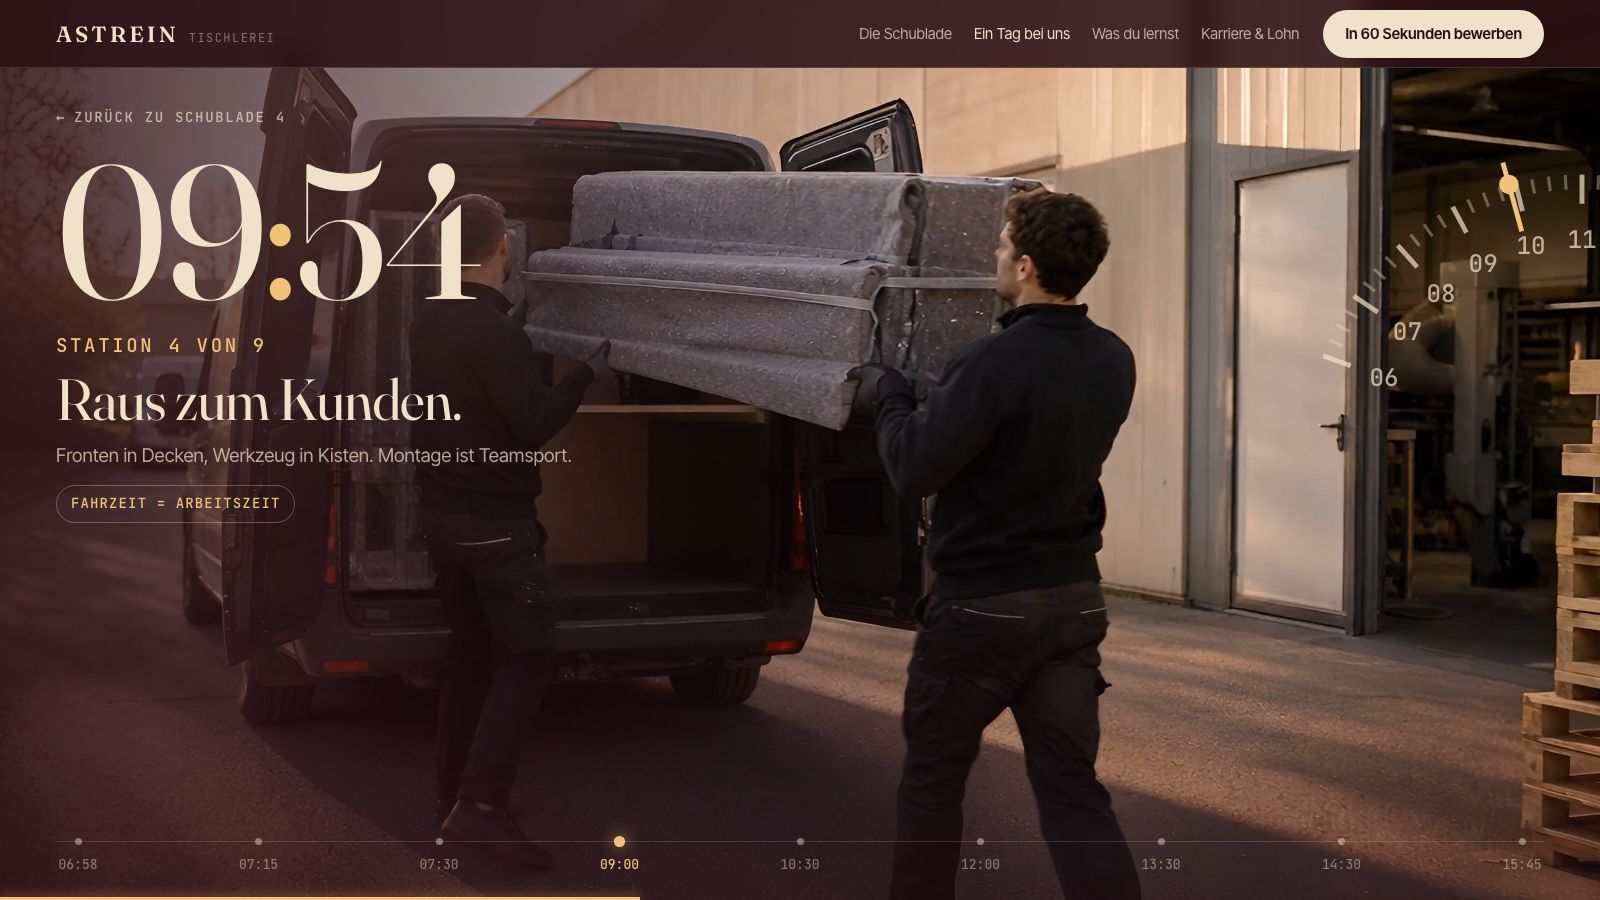 ASTREIN TISCHLEREI
Die Schublade
Ein Tag bei uns
Was du lernst
Karriere & Lohn
In 60 Sekunden bewerben
← ZURÜCK ZU SCHUBLADE 4
09:54
STATION 4 VON 9
Raus zum Kunden.
Fronten in Decken, Werkzeug in Kisten. Montage ist Teamsport.
FAHRZEIT = ARBEITSZEIT
06
07
08
09
10
11
06:58
07:15
07:30
09:00
10:30
12:00
13:30
14:30
15:45